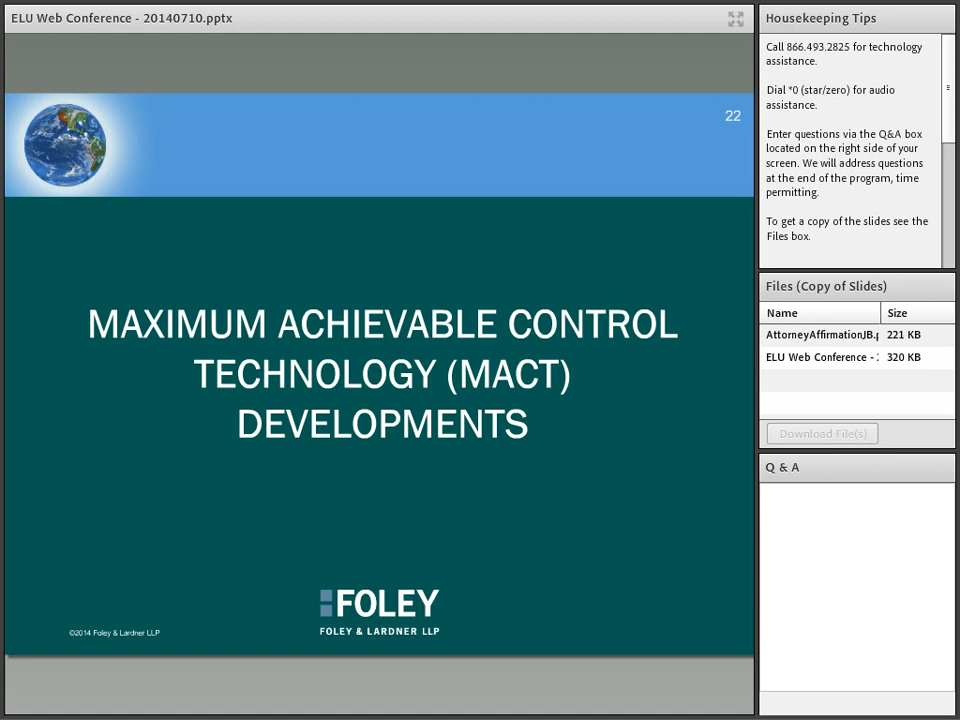 ELU Web Conference - 20140710.pptx
22
MAXIMUM ACHIEVABLE CONTROL
TECHNOLOGY (MACT)
DEVELOPMENTS
FOLEY
FOLEY & LARDNER LLP
©2014 Foley & Lardner LLP
Housekeeping Tips
Call 866.493.2825 for technology
assistance.
Dial *0 (star/zero) for audio
assistance.
Enter questions via the Q&A box
located on the right side of your
screen. We will address questions
at the end of the program, time
permitting.
To get a copy of the slides see the
Files box.
Files (Copy of Slides)
Name Size
AttorneyAffirmationJB.p 221 KB
ELU Web Conference - 320 KB
Download File(s)
Q & A